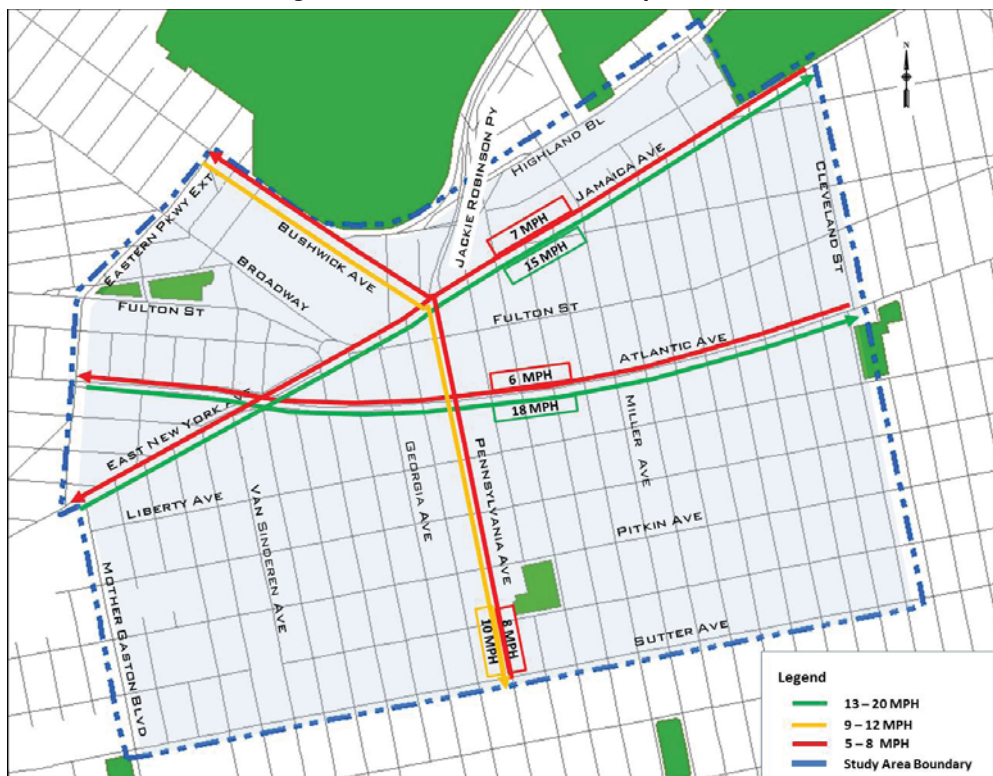 N
HIGHLAND BL
JACKIE ROBINSON PY
JAMAICA AVE
CLEVELAND ST
7 MPH
15 MPH
EASTERN PKWY EXT
BUSHWICK AVE
BROADWAY
FULTON ST
FULTON ST
ATLANTIC AVE
6 MPH
18 MPH
EAST NEW YORK AVE
LIBERTY AVE
VAN SINDEREN AVE
GEORGIA AVE
PENNSYLVANIA AVE
MILLER AVE
PITKIN AVE
MOTHER GASTON BLVD
10 MPH
8 MPH
SUTTER AVE
Legend
13 – 20 MPH
9 – 12 MPH
5 – 8 MPH
Study Area Boundary